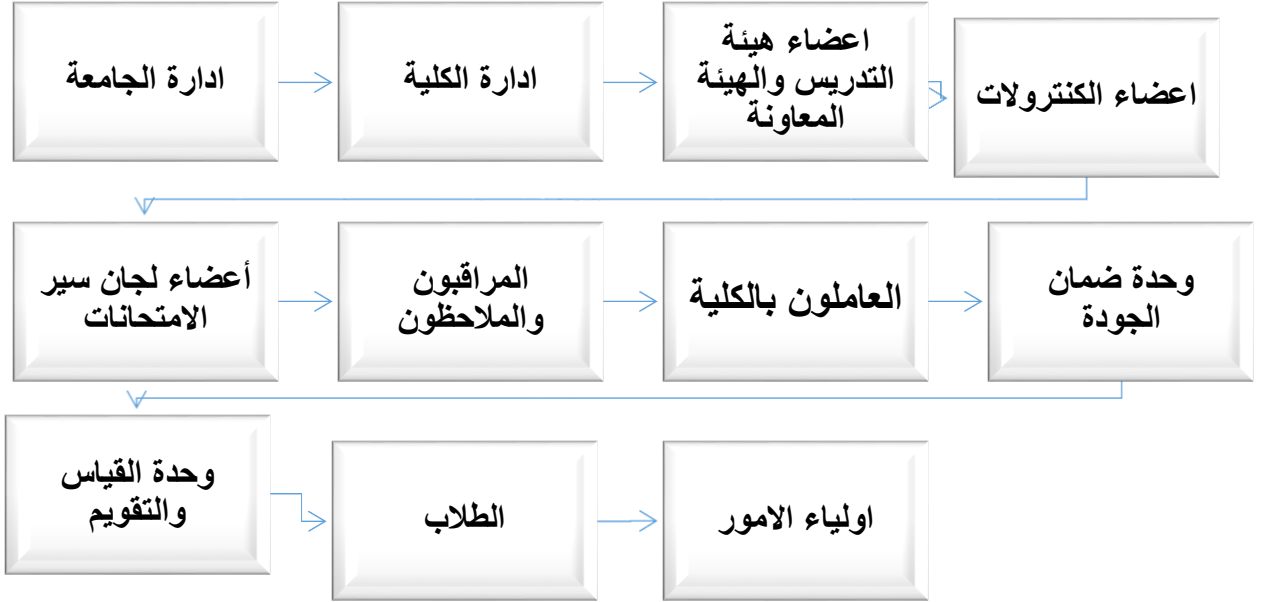 ادارة الجامعة
ادارة الكلية
اعضاء هيئة
التدريس والهيئة
المعاونة
اعضاء الكنترولات
أعضاء لجان سير
الامتحانات
المراقبون
والملاحظون
العاملون بالكلية
وحدة ضمان
الجودة
وحدة القياس
والتقويم
الطلاب
اولياء الامور